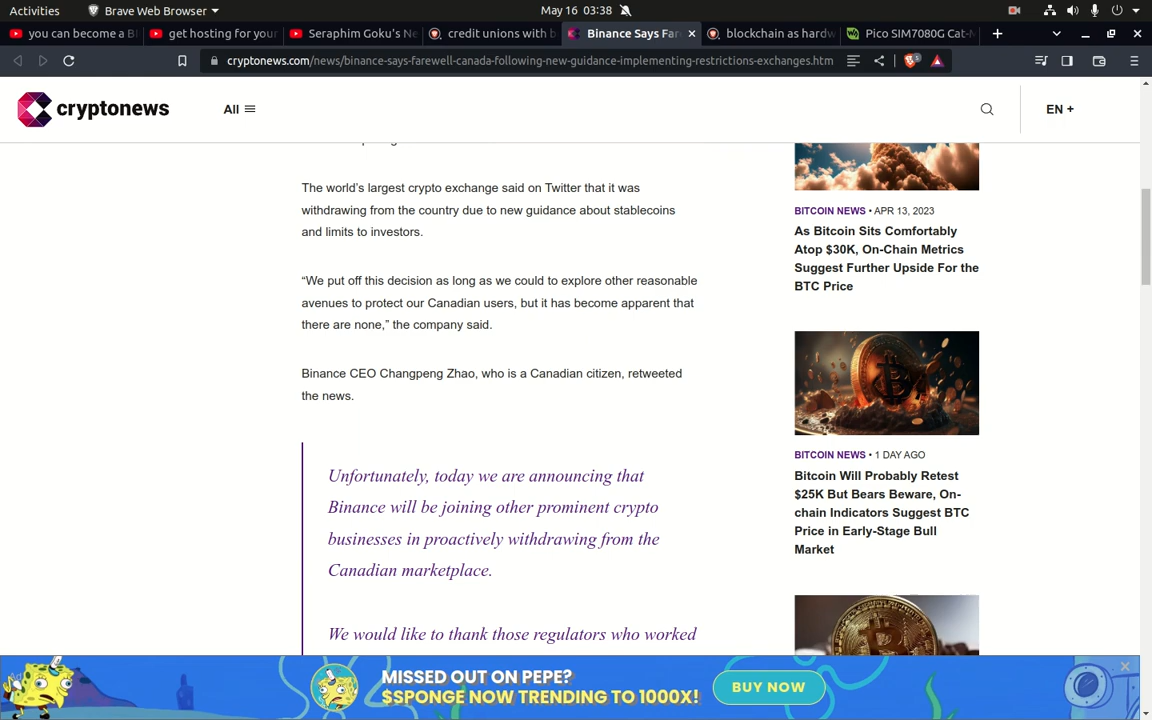 Activities
Brave Web Browser
May 16 03:38
you can become a B
get hosting for your
Seraphim Goku's Ne
credit unions with b
Binance Says Far
blockchain as hardw
Pico SIM7080G Cat-M
cryptonews.com/news/binance-says-farewell-canada-following-new-guidance-implementing-restrictions-exchanges.htm
1
cryptonews
All
EN +
The world's largest crypto exchange said on Twitter that it was
withdrawing from the country due to new guidance about stablecoins
and limits to investors.
“We put off this decision as long as we could to explore other reasonable
avenues to protect our Canadian users, but it has become apparent that
there are none,” the company said.
Binance CEO Changpeng Zhao, who is a Canadian citizen, retweeted
the news.
Unfortunately, today we are announcing that
Binance will be joining other prominent crypto
businesses in proactively withdrawing from the
Canadian marketplace.
We would like to thank those regulators who worked
BITCOIN NEWS • APR 13, 2023
As Bitcoin Sits Comfortably
Atop $30K, On-Chain Metrics
Suggest Further Upside For the
BTC Price
BITCOIN NEWS • 1 DAY AGO
Bitcoin Will Probably Retest
$25K But Bears Beware, On-
chain Indicators Suggest BTC
Price in Early-Stage Bull
Market
MISSED OUT ON PEPE?
$SPONGE NOW TRENDING TO 1000X!
BUY NOW